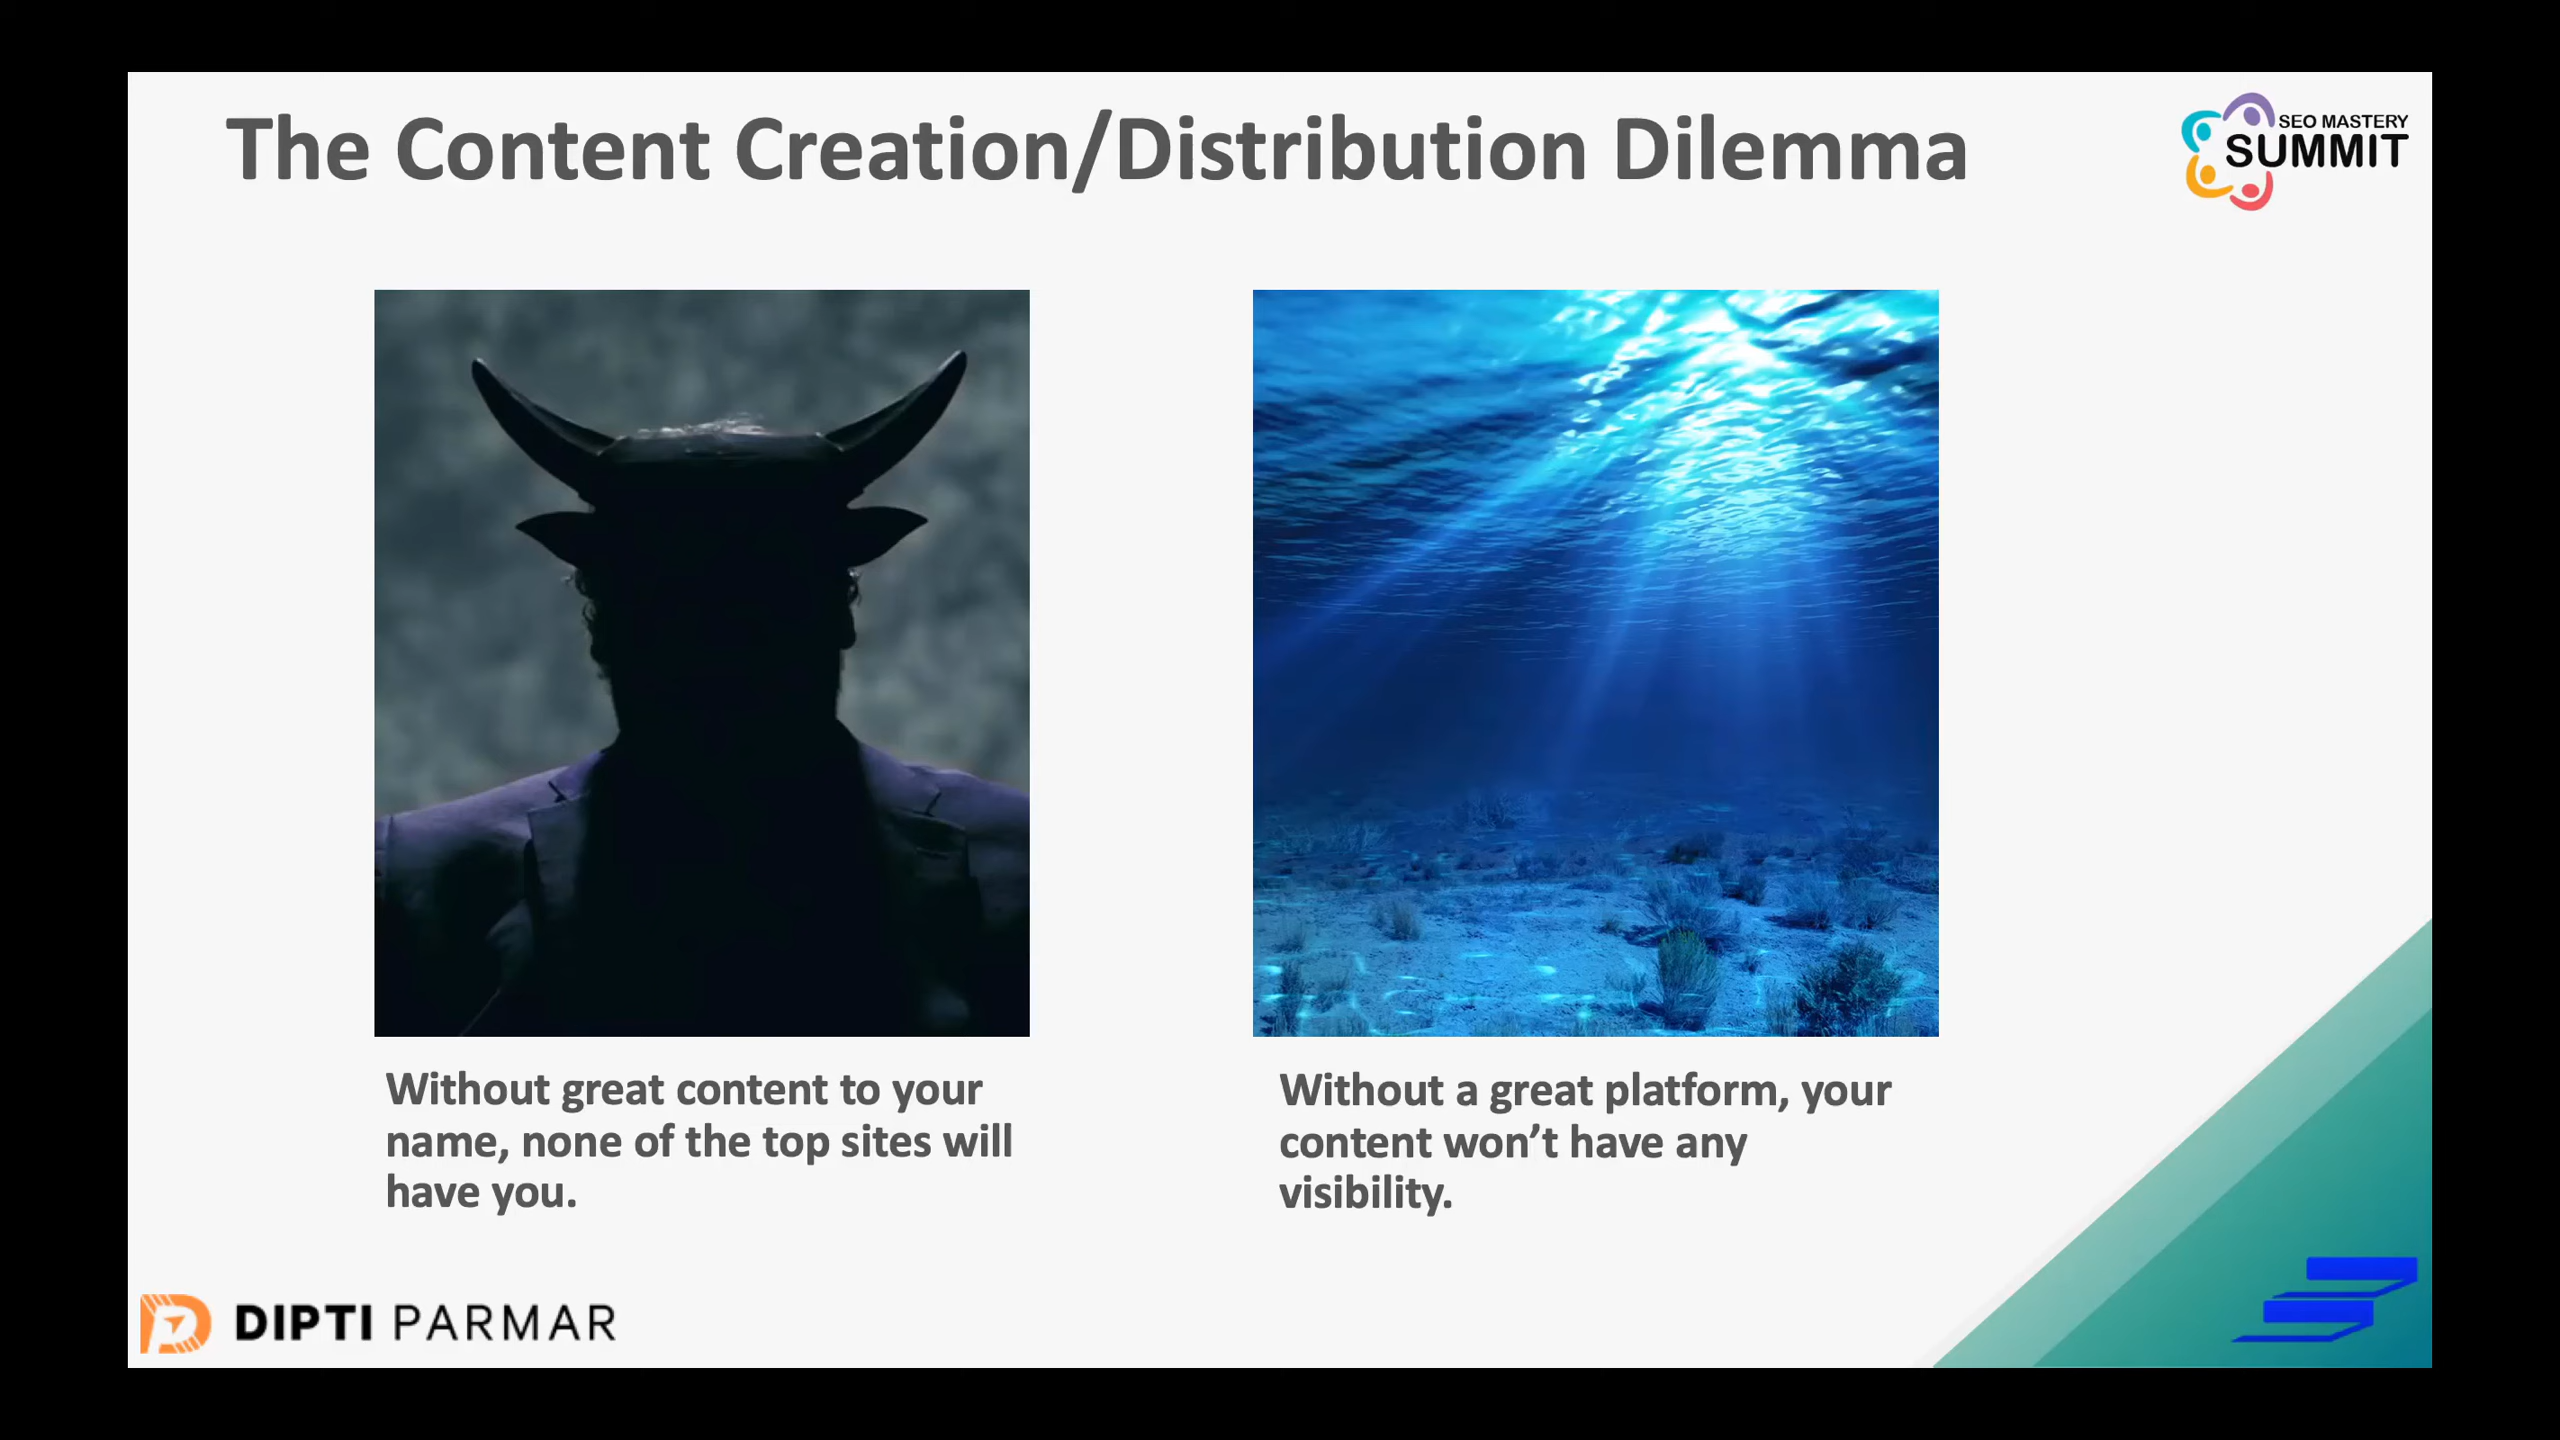 The Content Creation/Distribution Dilemma
SEO MASTERY
SUMMIT
Without great content to your
name, none of the top sites will
have you.
Without a great platform, your
content won’t have any
visibility.
DIPTI PARMAR